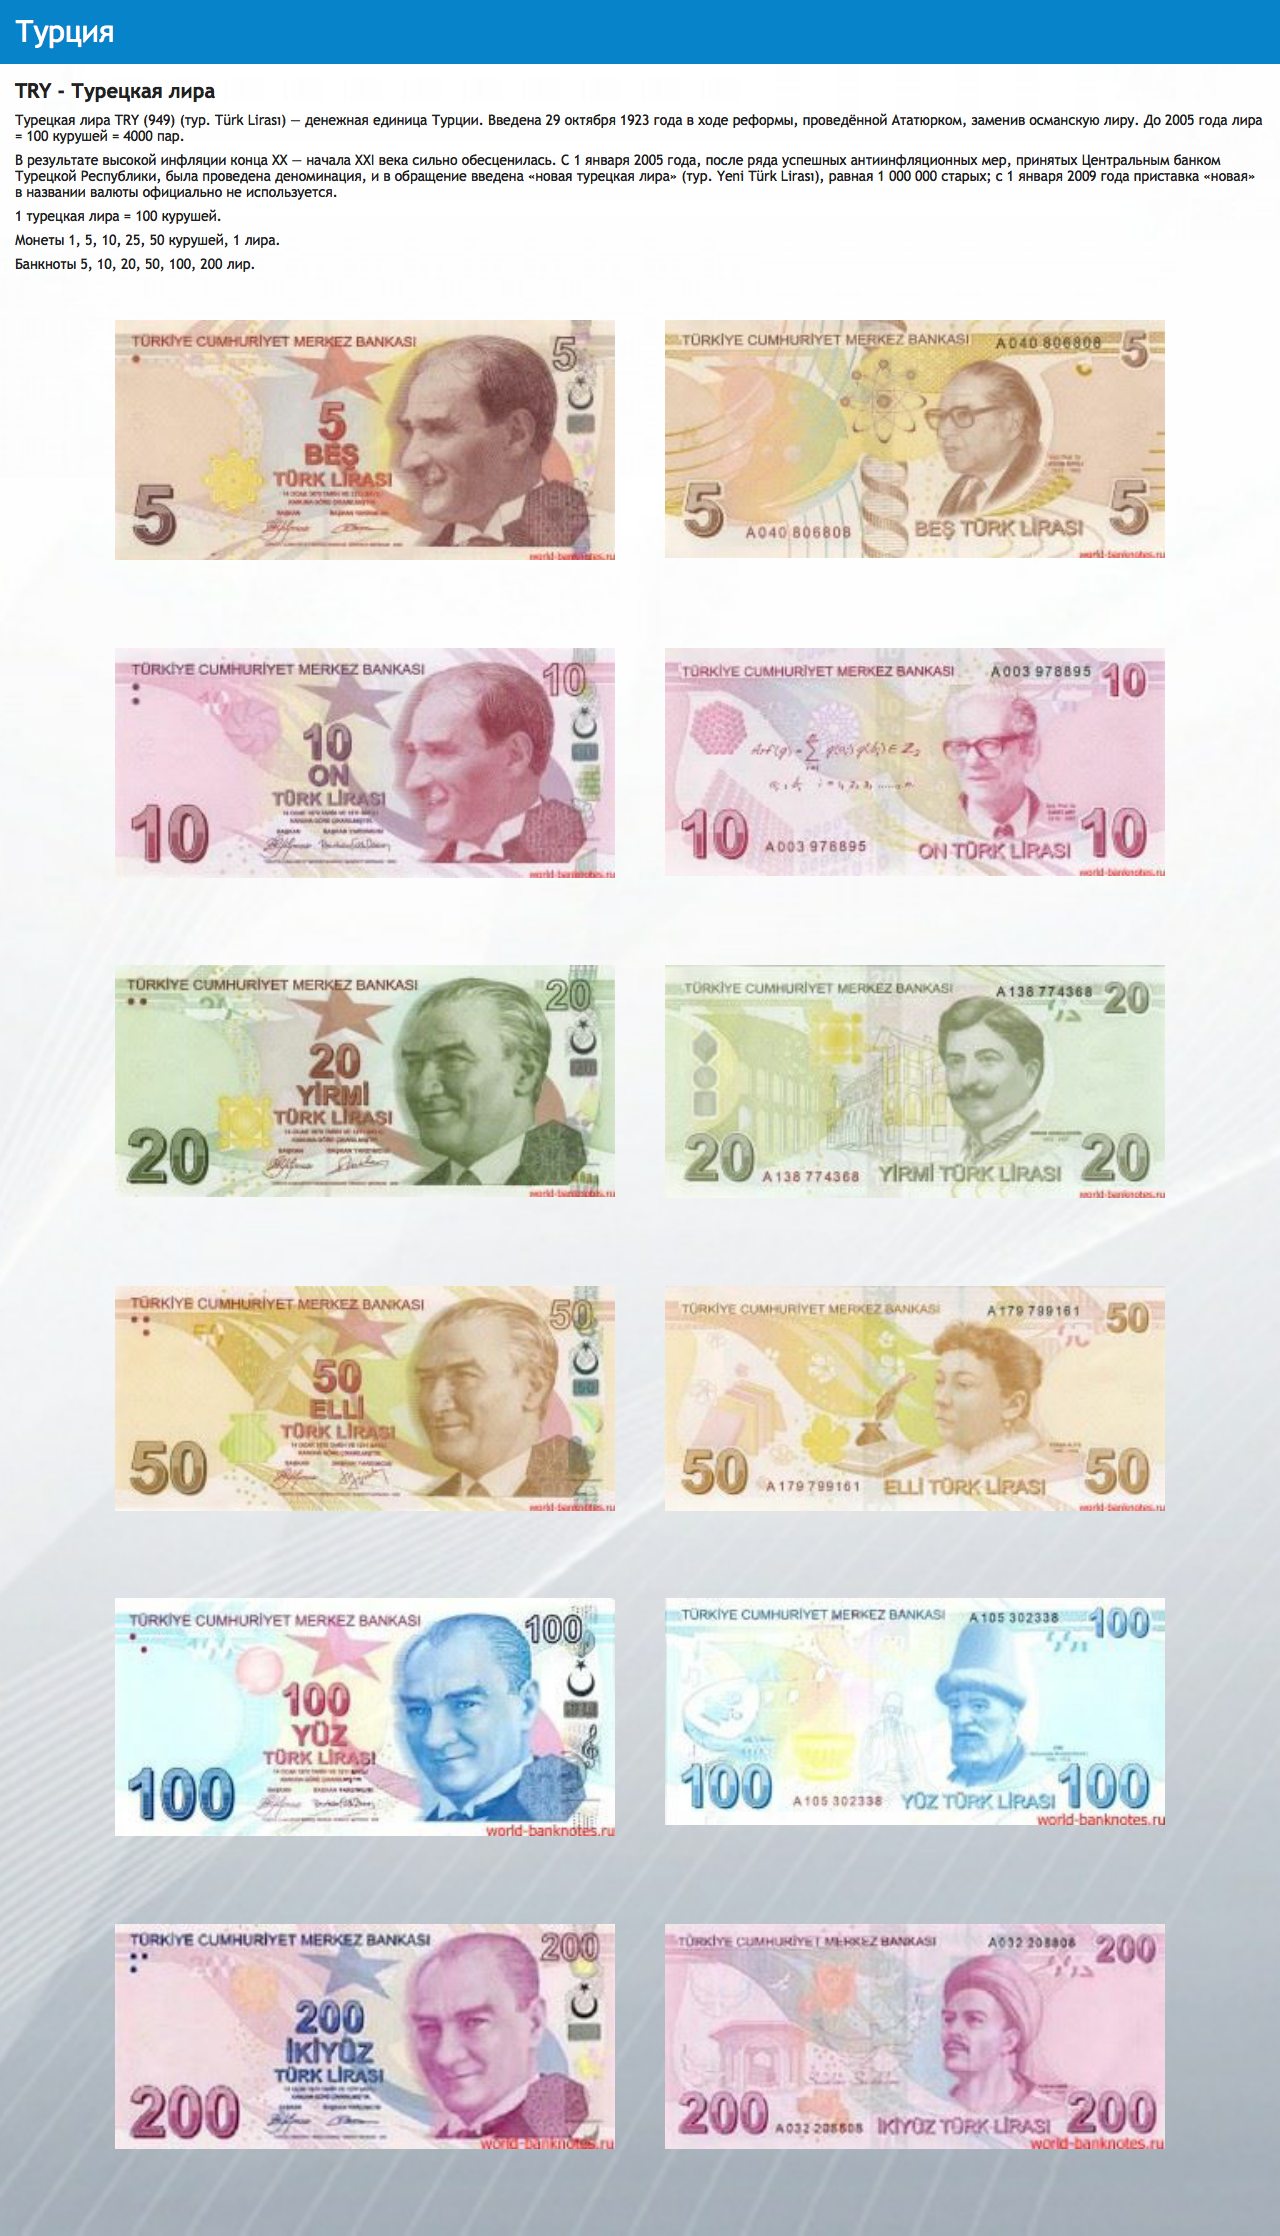 Турция
TRY - Турецкая лира
Турецкая лира TRY (949) (тур. Türk Lirası) — денежная единица Турции. Введена 29 октября 1923 года в ходе реформы, проведённой Ататюрком, заменив османскую лиру. До 2005 года лира
= 100 курушей = 4000 пар.
В результате высокой инфляции конца XX — начала XXI века сильно обесценилась. С 1 января 2005 года, после ряда успешных антиинфляционных мер, принятых Центральным банком
Турецкой Республики, была проведена деноминация, и в обращение введена «новая турецкая лира» (тур. Yeni Türk Lirası), равная 1 000 000 старых; с 1 января 2009 года приставка «новая»
в названии валюты официально не используется.
1 турецкая лира = 100 курушей.
Монеты 1, 5, 10, 25, 50 курушей, 1 лира.
Банкноты 5, 10, 20, 50, 100, 200 лир.
TÜRKİYE CUMHURİYET MERKEZ BANKASI
5
5
BEŞ
TÜRK LİRASI
5
world-banknotes.ru
TÜRKİYE CUMHURİYET MERKEZ BANKASI
A040 806808
5
5
A040 806808
BEŞ TÜRK LİRASI
5
world-banknotes.ru
TÜRKİYE CUMHURİYET MERKEZ BANKASI
10
10
ON
TÜRK LİRASI
10
world-banknotes.ru
TÜRKİYE CUMHURİYET MERKEZ BANKASI
A003 978895
10
10
A003 978895
ON TÜRK LİRASI
10
world-banknotes.ru
TÜRKİYE CUMHURİYET MERKEZ BANKASI
20
20
YİRMİ
TÜRK LİRASI
20
world-banknotes.ru
TÜRKİYE CUMHURİYET MERKEZ BANKASI
A138 774368
20
20
A138 774368
YİRMİ TÜRK LİRASI
20
world-banknotes.ru
TÜRKİYE CUMHURİYET MERKEZ BANKASI
50
50
ELLİ
TÜRK LİRASI
50
world-banknotes.ru
TÜRKİYE CUMHURİYET MERKEZ BANKASI
A179 799161
50
50
A179 799161
ELLİ TÜRK LİRASI
50
world-banknotes.ru
TÜRKİYE CUMHURİYET MERKEZ BANKASI
100
100
YÜZ
TÜRK LİRASI
100
world-banknotes.ru
TÜRKİYE CUMHURİYET MERKEZ BANKASI
A105 302338
100
100
A105 302338
YÜZ TÜRK LİRASI
100
world-banknotes.ru
TÜRKİYE CUMHURİYET MERKEZ BANKASI
200
200
İKİYÜZ
TÜRK LİRASI
200
world-banknotes.ru
TÜRKİYE CUMHURİYET MERKEZ BANKASI
A032 208808
200
200
A032 208808
İKİYÜZ TÜRK LİRASI
200
world-banknotes.ru